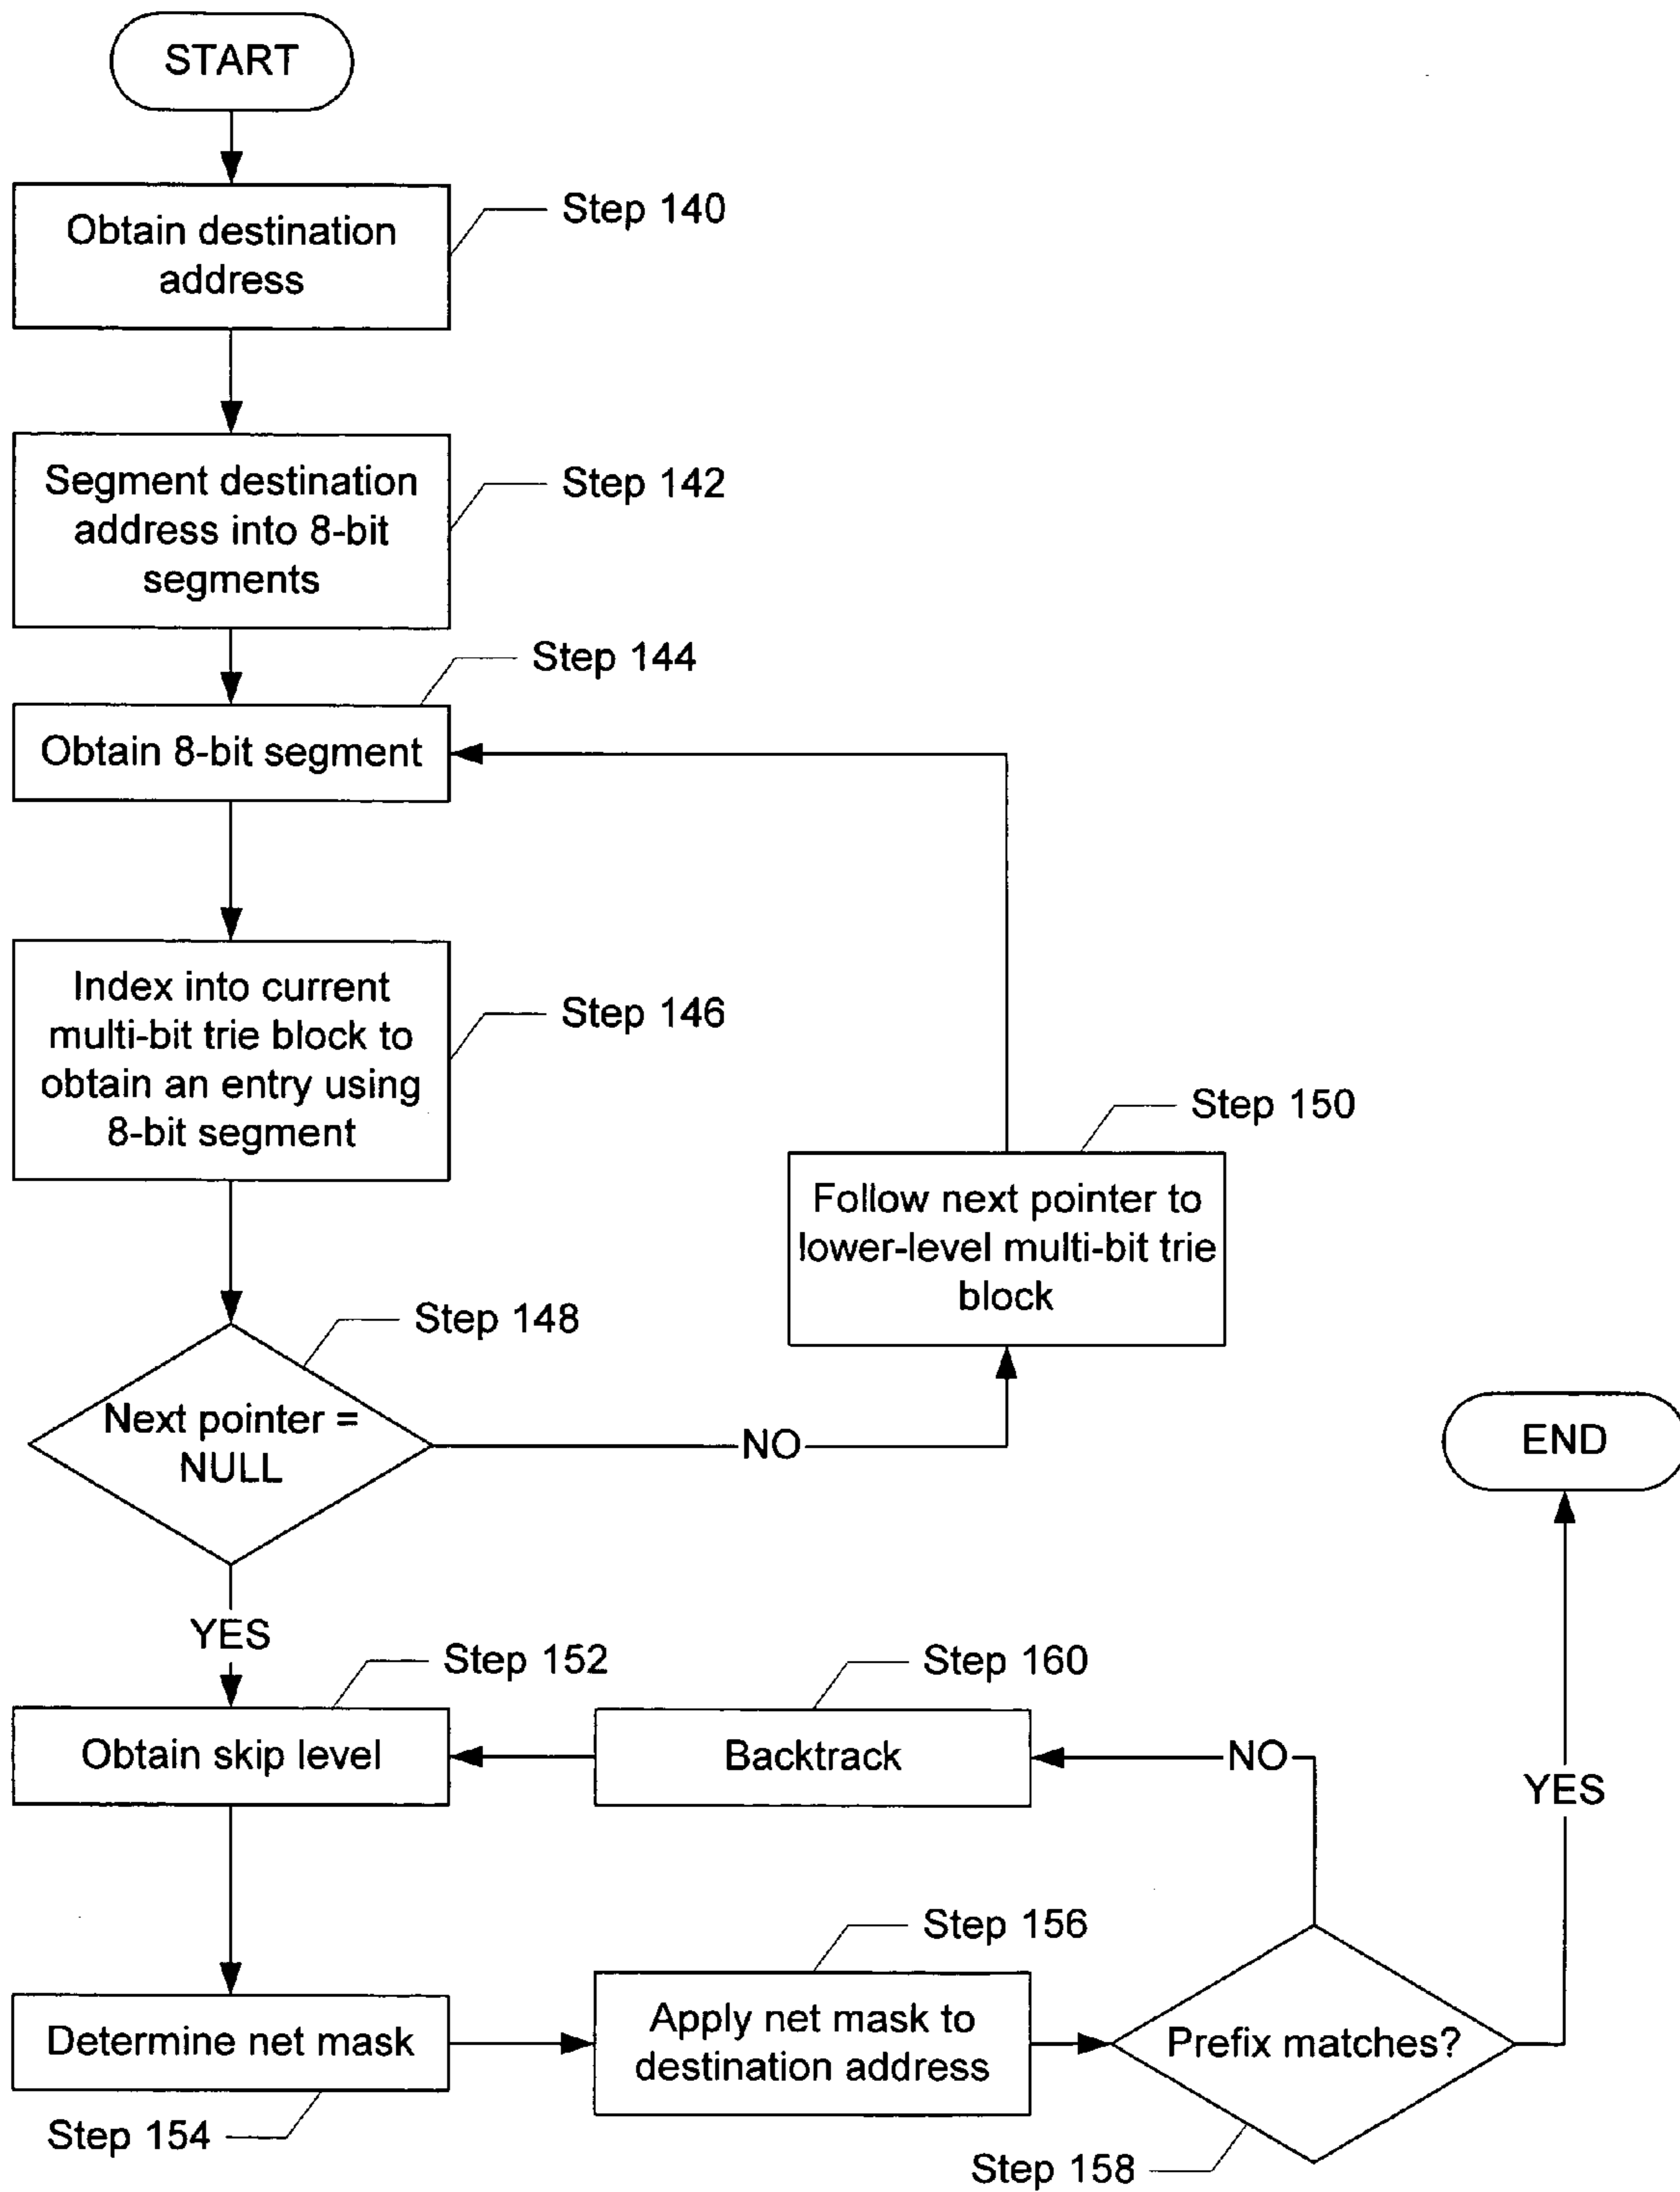 START
Obtain destination
address
Step 140
Segment destination
address into 8-bit
segments
Step 142
Step 144
Obtain 8-bit segment
Index into current
multi-bit trie block to
obtain an entry using
8-bit segment
Step 146
Step 150
Follow next pointer to
lower-level multi-bit trie
block
Step 148
Next pointer =
NULL
NO
END
YES
Step 152
Step 160
Obtain skip level
Backtrack
NO
YES
Step 156
Determine net mask
Apply net mask to
destination address
Prefix matches?
Step 154
Step 158